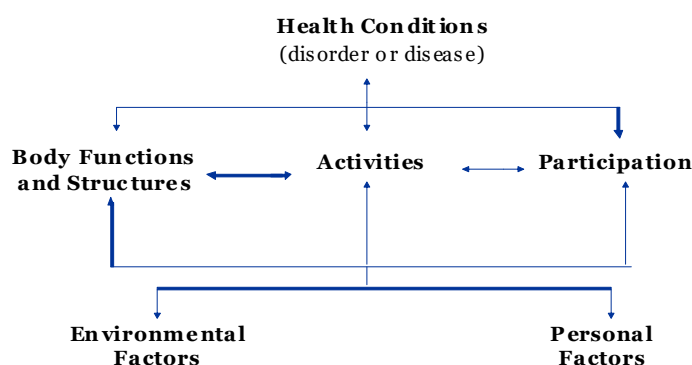 Health Conditions
(disorder or disease)
Body Functions
and Structures
Activities
Participation
Environmental
Factors
Personal
Factors